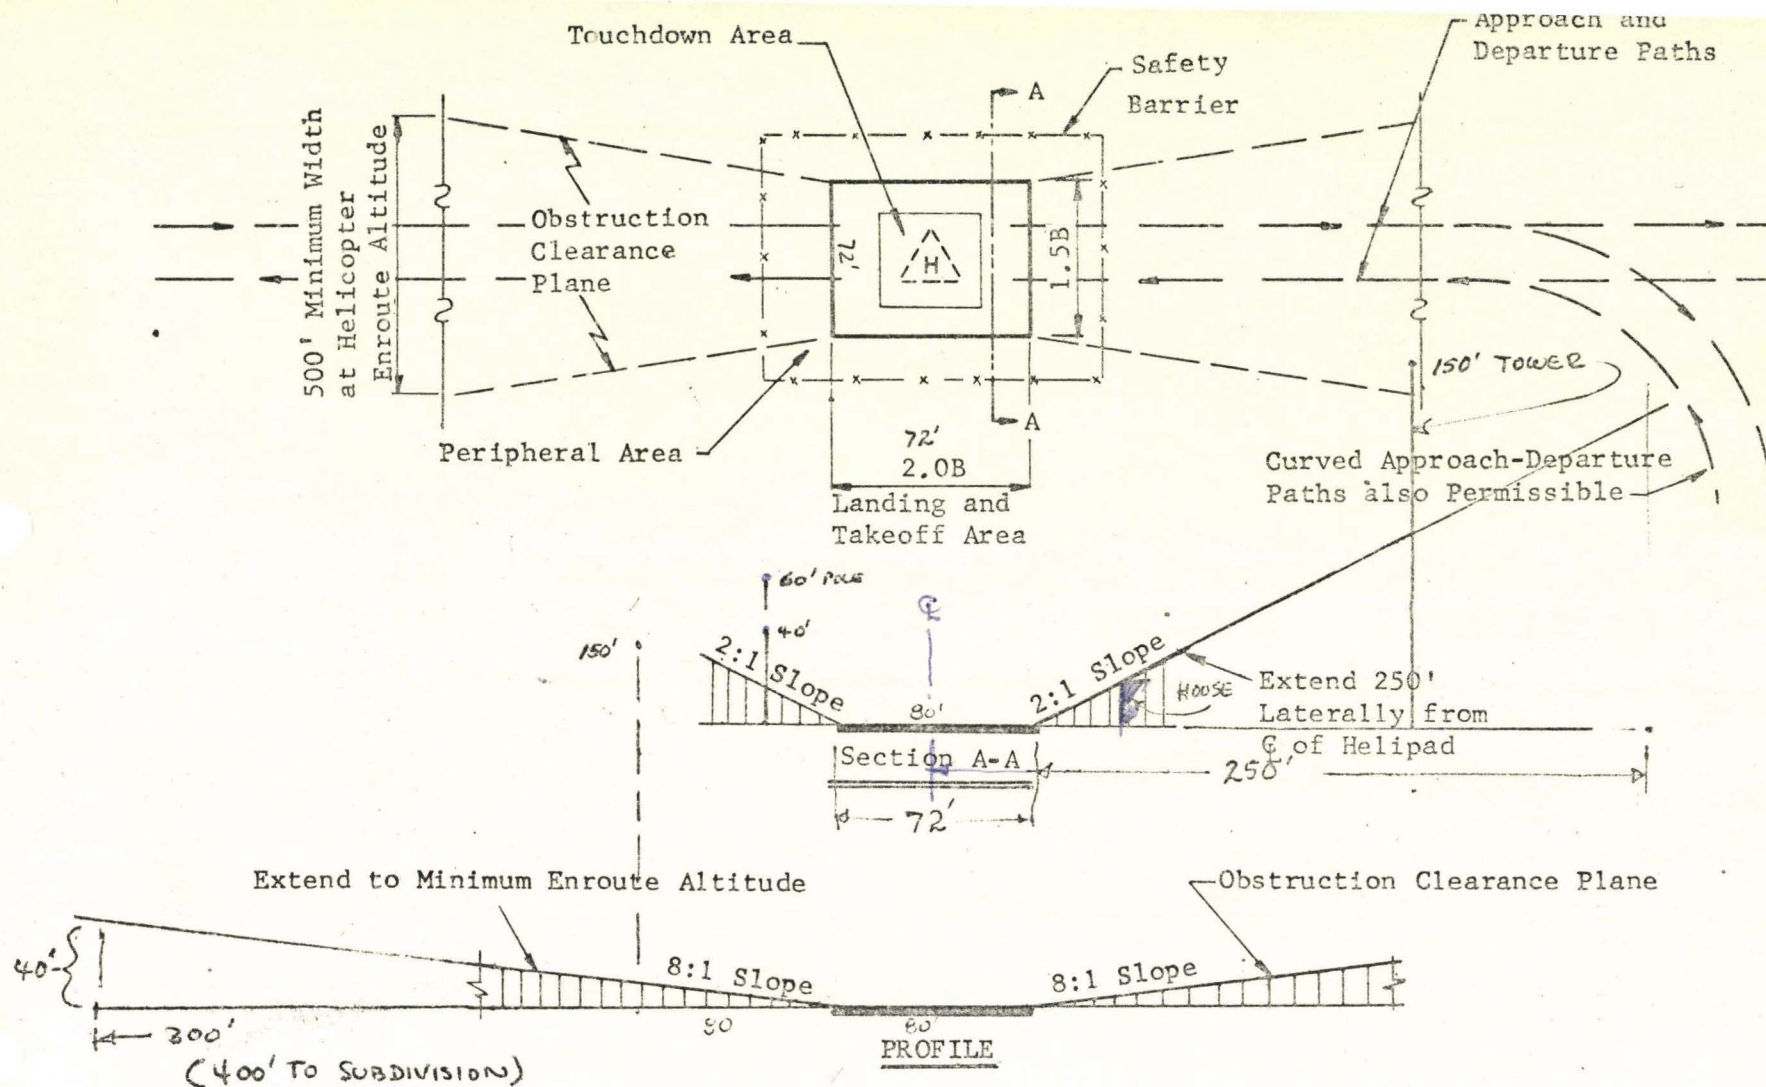 Touchdown Area
Approach and
Departure Paths
Safety
Barrier
A
500' Minimum Width
at Helicopter
Enroute Altitude
Obstruction
Clearance
Plane
72'
H
1.5B
150' TOWER
A
Peripheral Area
72'
2.0B
Landing and
Takeoff Area
Curved Approach-Departure
Paths also Permissible
60' POLE
40'
150'
℄
2:1 Slope
80'
2:1 Slope
HOUSE
Extend 250'
Laterally from
℄ of Helipad
Section A-A
250'
72'
Extend to Minimum Enroute Altitude
Obstruction Clearance Plane
40'
8:1 Slope
8:1 Slope
300'
80'
PROFILE
(400' TO SUBDIVISION)